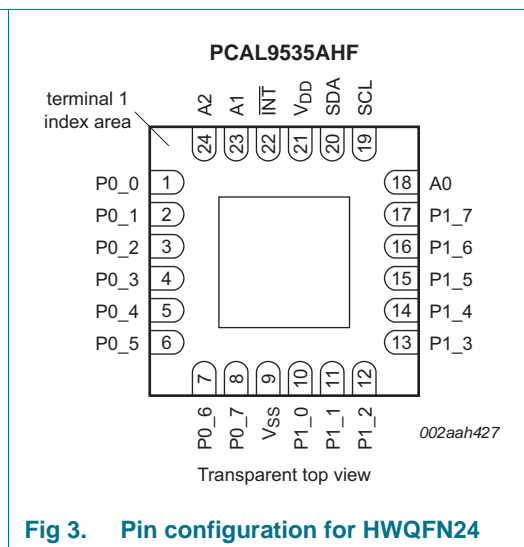 PCAL9535AHF
terminal 1
index area
A2
A1
INT
VDD
SDA
SCL
24
23
22
21
20
19
P0_0 1
18 A0
P0_1 2
17 P1_7
P0_2 3
16 P1_6
P0_3 4
15 P1_5
P0_4 5
14 P1_4
P0_5 6
13 P1_3
7
8
9
10
11
12
P0_6
P0_7
VSS
P1_0
P1_1
P1_2
002aah427
Transparent top view
Fig 3. Pin configuration for HWQFN24